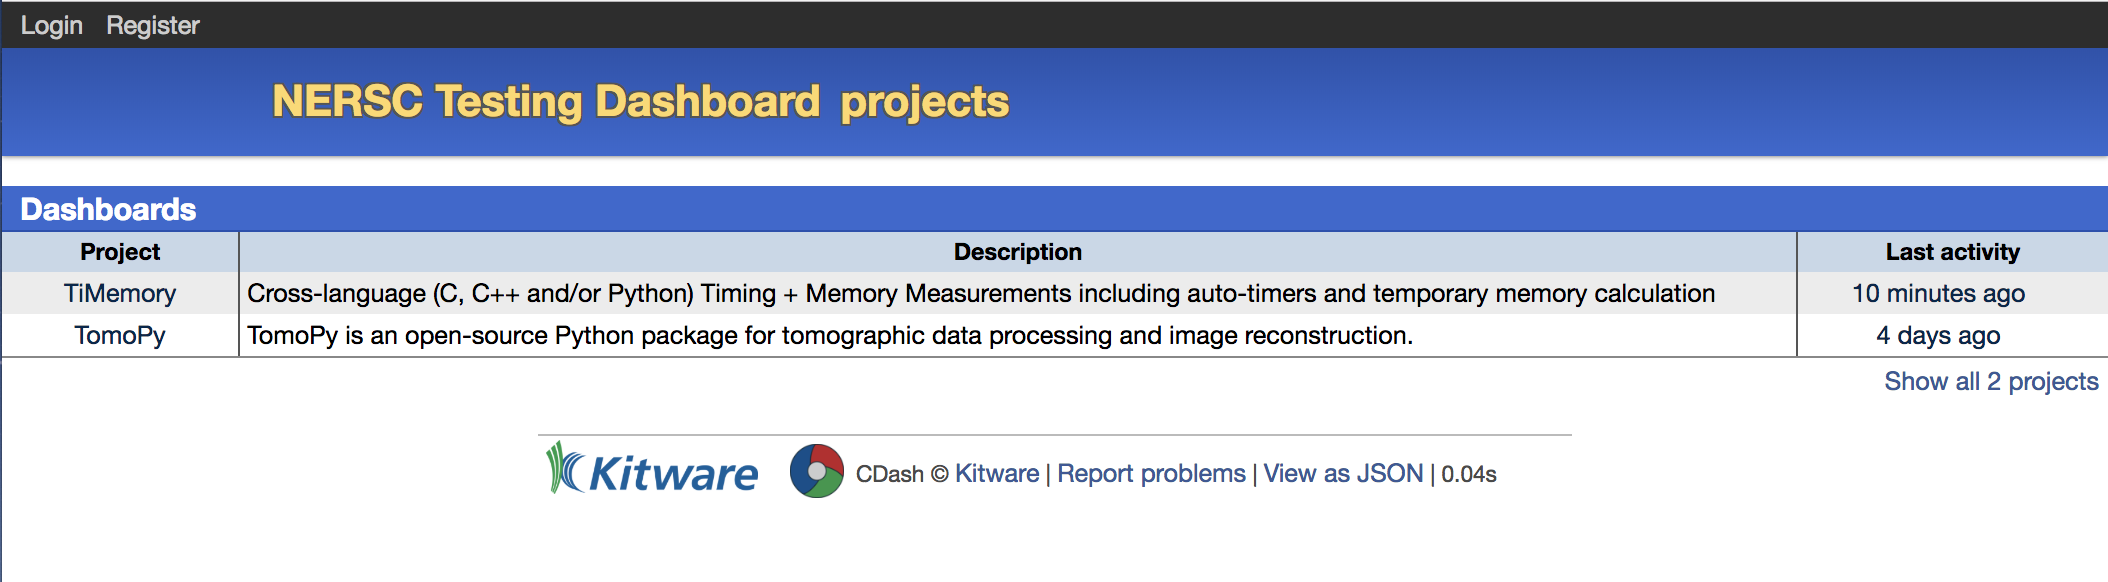 Login Register
NERSC Testing Dashboard projects
Dashboards
Project Description Last activity
TiMemory Cross-language (C, C++ and/or Python) Timing + Memory Measurements including auto-timers and temporary memory calculation 10 minutes ago
TomoPy TomoPy is an open-source Python package for tomographic data processing and image reconstruction. 4 days ago
Show all 2 projects
Kitware CDash © Kitware | Report problems | View as JSON | 0.04s